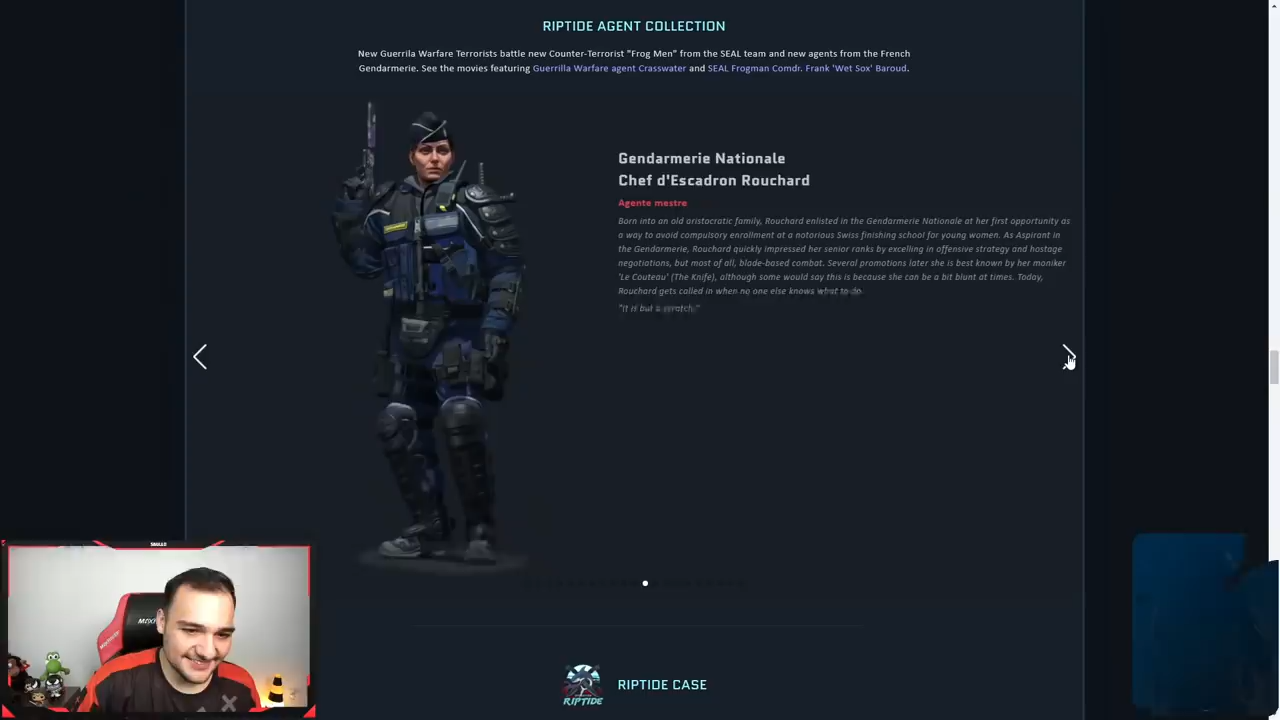 RIPTIDE AGENT COLLECTION
New Guerrila Warfare Terrorists battle new Counter-Terrorist "Frog Men" from the SEAL team and new agents from the French
Gendarmerie. See the movies featuring Guerrilla Warfare agent Crasswater and SEAL Frogman Comdr. Frank 'Wet Sox' Baroud.
Gendarmerie Nationale
Chef d'Escadron Rouchard
Agente mestre
Born into an old aristocratic family, Rouchard enlisted in the Gendarmerie Nationale at her first opportunity as
a way to avoid compulsory enrollment at a notorious Swiss finishing school for young women. As Aspirant in
the Gendarmerie, Rouchard quickly impressed her senior ranks by excelling in offensive strategy and hostage
negotiations, but most of all, blade-based combat. Several promotions later she is best known by her moniker
'Le Couteau' (The Knife), although some would say this is because she can be a bit blunt at times. Today,
Rouchard gets called in when no one else knows what to do.
"It is but a scratch."
RIPTIDE
RIPTIDE CASE